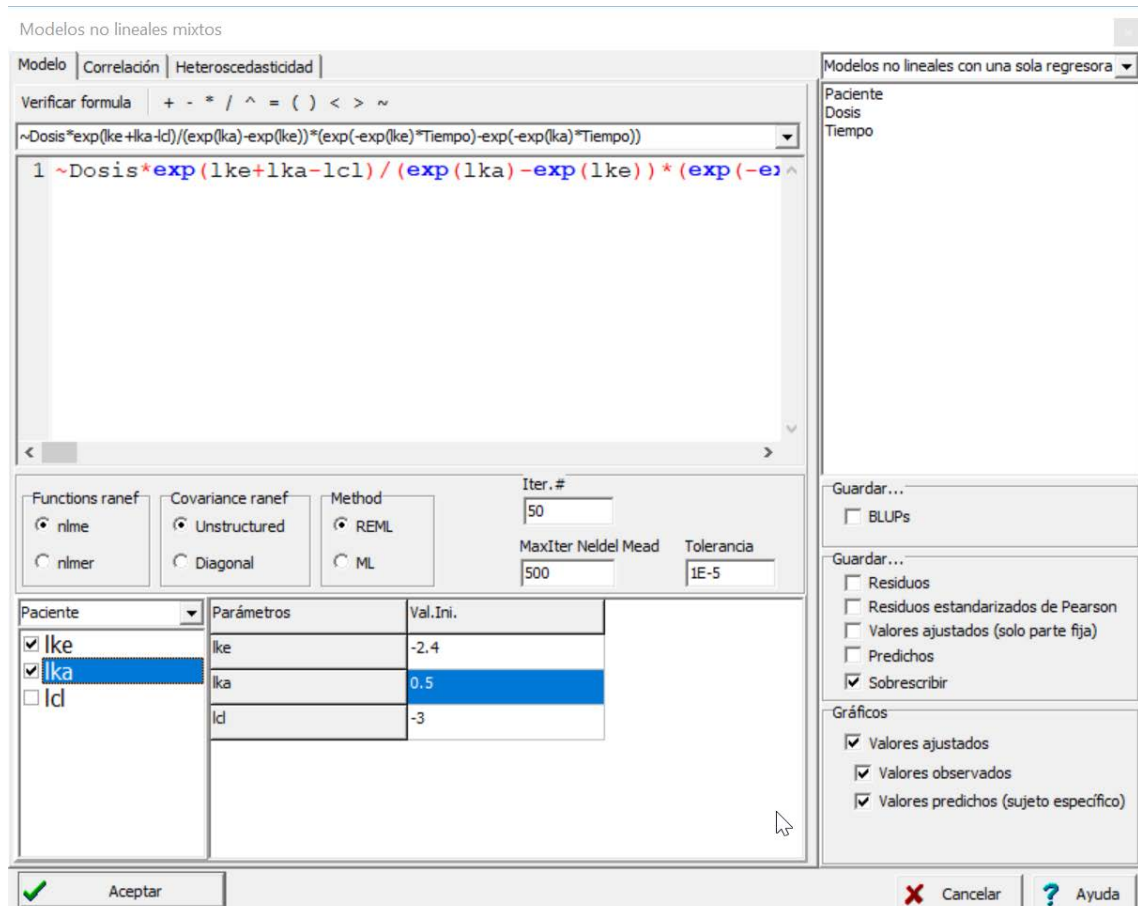 Modelos no lineales mixtos
Modelo Correlación Heteroscedasticidad
Verificar formula + - * / ^ = ( ) < > ~
~Dosis*exp(lke+lka-lcl)/(exp(lka)-exp(lke))*(exp(-exp(lke)*Tiempo)-exp(-exp(lka)*Tiempo))
1 ~Dosis*exp(lke+lka-lcl)/(exp(lka)-exp(lke))*(exp(-ex
Functions ranef
nlme
nlmer
Covariance ranef
Unstructured
Diagonal
Method
REML
ML
Iter.#
50
MaxIter Neldel Mead
500
Tolerancia
1E-5
Paciente
lke
lka
lcl
Parámetros Val.Ini.
lke -2.4
lka 0.5
lcl -3
Aceptar
Modelos no lineales con una sola regresora
Paciente
Dosis
Tiempo
Guardar...
BLUPs
Guardar...
Residuos
Residuos estandarizados de Pearson
Valores ajustados (solo parte fija)
Predichos
Sobrescribir
Gráficos
Valores ajustados
Valores observados
Valores predichos (sujeto específico)
Cancelar
? Ayuda